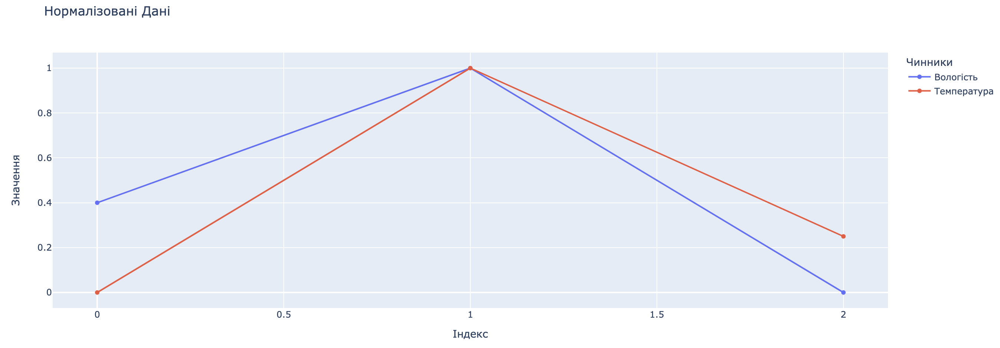 Нормалізовані Дані
Чинники
Вологість
Температура
Значення
1
0.8
0.6
0.4
0.2
0
0 0.5 1 1.5 2
Індекс